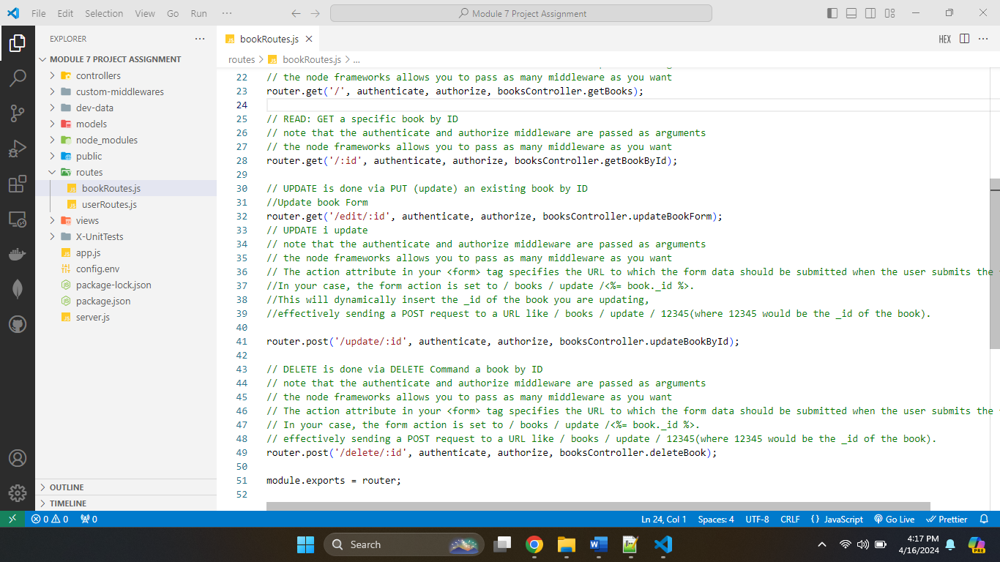 File Edit Selection View Go Run ··· Module 7 Project Assignment
EXPLORER ···
MODULE 7 PROJECT ASSIGNMENT
controllers
custom-middlewares
dev-data
models
node_modules
public
routes
bookRoutes.js
userRoutes.js
views
X-UnitTests
app.js
config.env
package-lock.json
package.json
server.js
OUTLINE
TIMELINE
bookRoutes.js
HEX
routes > bookRoutes.js > ...
22 // the node frameworks allows you to pass as many middleware as you want
23 router.get('/', authenticate, authorize, booksController.getBooks);
24
25 // READ: GET a specific book by ID
26 // note that the authenticate and authorize middleware are passed as arguments
27 // the node frameworks allows you to pass as many middleware as you want
28 router.get('/:id', authenticate, authorize, booksController.getBookById);
29
30 // UPDATE is done via PUT (update) an existing book by ID
31 //Update book Form
32 router.get('/edit/:id', authenticate, authorize, booksController.updateBookForm);
33 // UPDATE i update
34 // note that the authenticate and authorize middleware are passed as arguments
35 // the node frameworks allows you to pass as many middleware as you want
36 // The action attribute in your <form> tag specifies the URL to which the form data should be submitted when the user submits the
37 //In your case, the form action is set to / books / update /<%= book._id %>.
38 //This will dynamically insert the _id of the book you are updating,
39 //effectively sending a POST request to a URL like / books / update / 12345(where 12345 would be the _id of the book).
40
41 router.post('/update/:id', authenticate, authorize, booksController.updateBookById);
42
43 // DELETE is done via DELETE Command a book by ID
44 // note that the authenticate and authorize middleware are passed as arguments
45 // the node frameworks allows you to pass as many middleware as you want
46 // The action attribute in your <form> tag specifies the URL to which the form data should be submitted when the user submits the
47 // In your case, the form action is set to / books / update /<%= book._id %>.
48 // effectively sending a POST request to a URL like / books / update / 12345(where 12345 would be the _id of the book).
49 router.post('/delete/:id', authenticate, authorize, booksController.deleteBook);
50
51 module.exports = router;
52
0 0 0 Ln 24, Col 1 Spaces: 4 UTF-8 CRLF {} JavaScript Go Live Prettier
Search
4:17 PM
4/16/2024
PRE